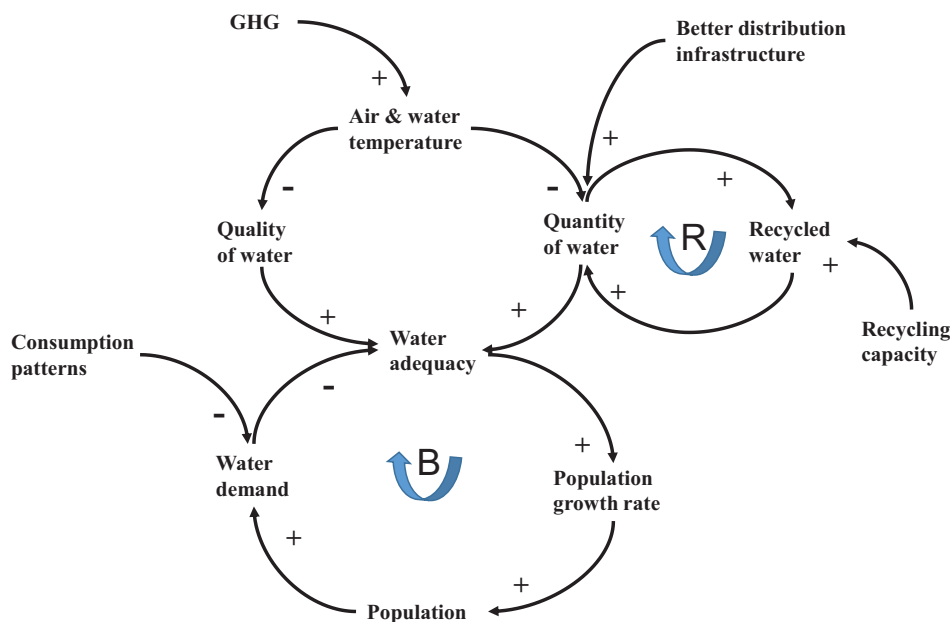 GHG
Better distribution
infrastructure
+
Air & water
temperature
+
-
-
+
Quality
of water
Quantity
of water
R
Recycled
water
+
+
+
+
Consumption
patterns
Water
adequacy
Recycling
capacity
-
-
+
Water
demand
B
Population
growth rate
+
+
Population